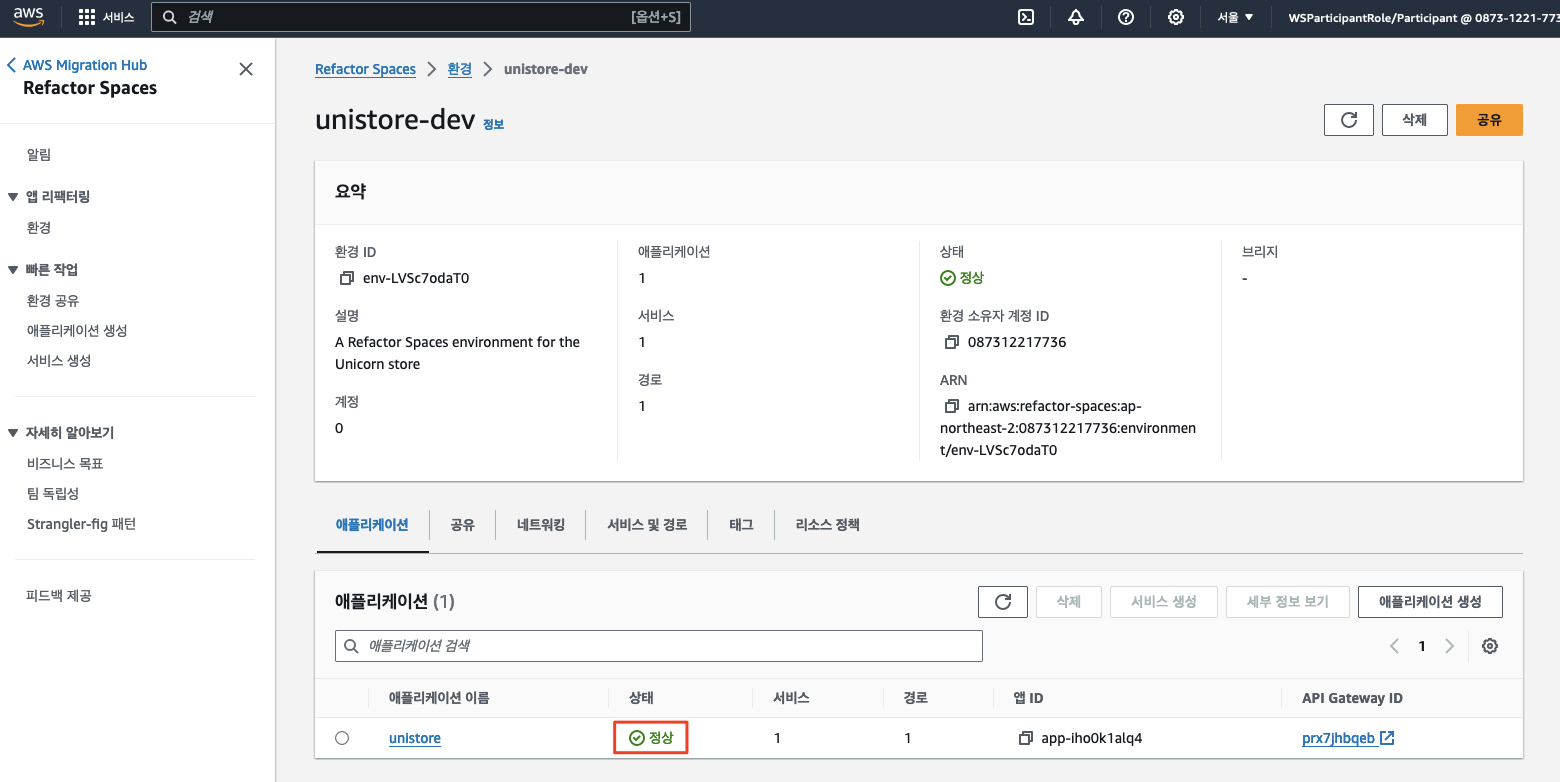 aws
서비스
검색
[옵션+S]
서울 ▼
WSParticipantRole/Participant @ 0873-1221-773
AWS Migration Hub
Refactor Spaces
알림
앱 리팩터링
환경
빠른 작업
환경 공유
애플리케이션 생성
서비스 생성
자세히 알아보기
비즈니스 목표
팀 독립성
Strangler-fig 패턴
피드백 제공
Refactor Spaces
환경
unistore-dev
unistore-dev 정보
삭제
공유
요약
환경 ID
env-LVSc7odaT0
설명
A Refactor Spaces environment for the
Unicorn store
계정
0
애플리케이션
1
서비스
1
경로
1
상태
정상
환경 소유자 계정 ID
087312217736
ARN
arn:aws:refactor-spaces:ap-
northeast-2:087312217736:environmen
t/env-LVSc7odaT0
브리지
-
애플리케이션
공유
네트워킹
서비스 및 경로
태그
리소스 정책
애플리케이션 (1)
삭제
서비스 생성
세부 정보 보기
애플리케이션 생성
애플리케이션 검색
1
애플리케이션 이름
상태
서비스
경로
앱 ID
API Gateway ID
unistore
정상
1
1
app-iho0k1alq4
prx7jhbqeb